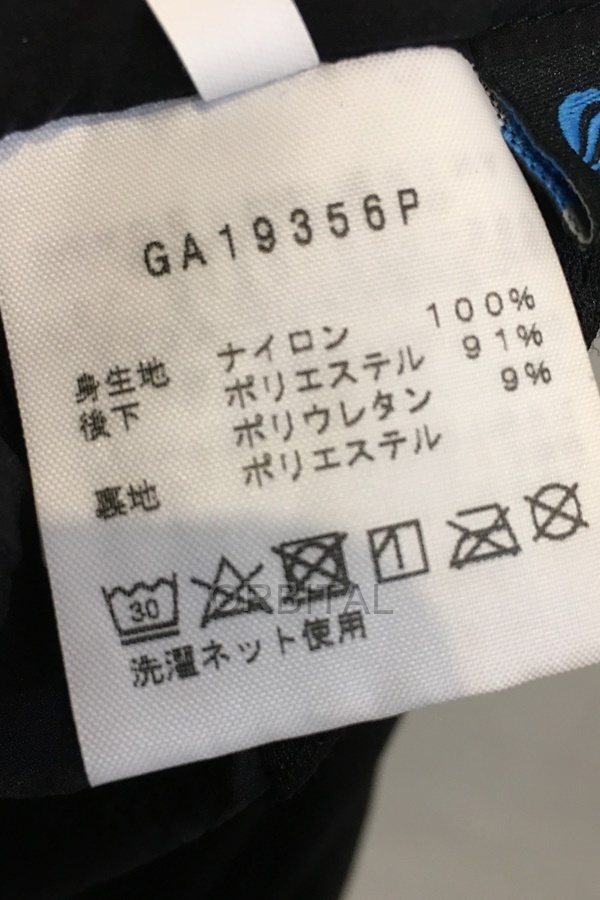 GA19356P
身生地 ナイロン 100%
後下 ポリエステル 91%
ポリウレタン 9%
裏地 ポリエステル
30
ORBITAL
洗濯ネット使用